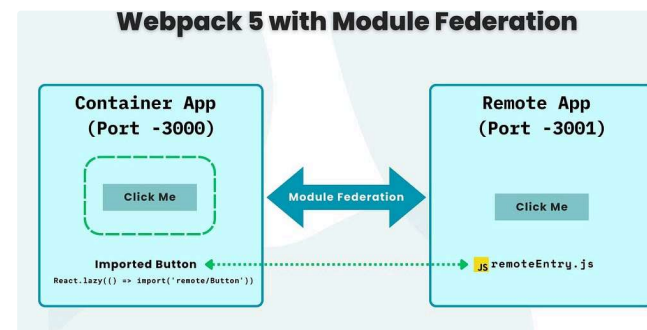 Webpack 5 with Module Federation
Container App
(Port -3000)
Click Me
Imported Button
React.lazy(() => import('remote/Button'))
Module Federation
Remote App
(Port -3001)
Click Me
JS remoteEntry.js